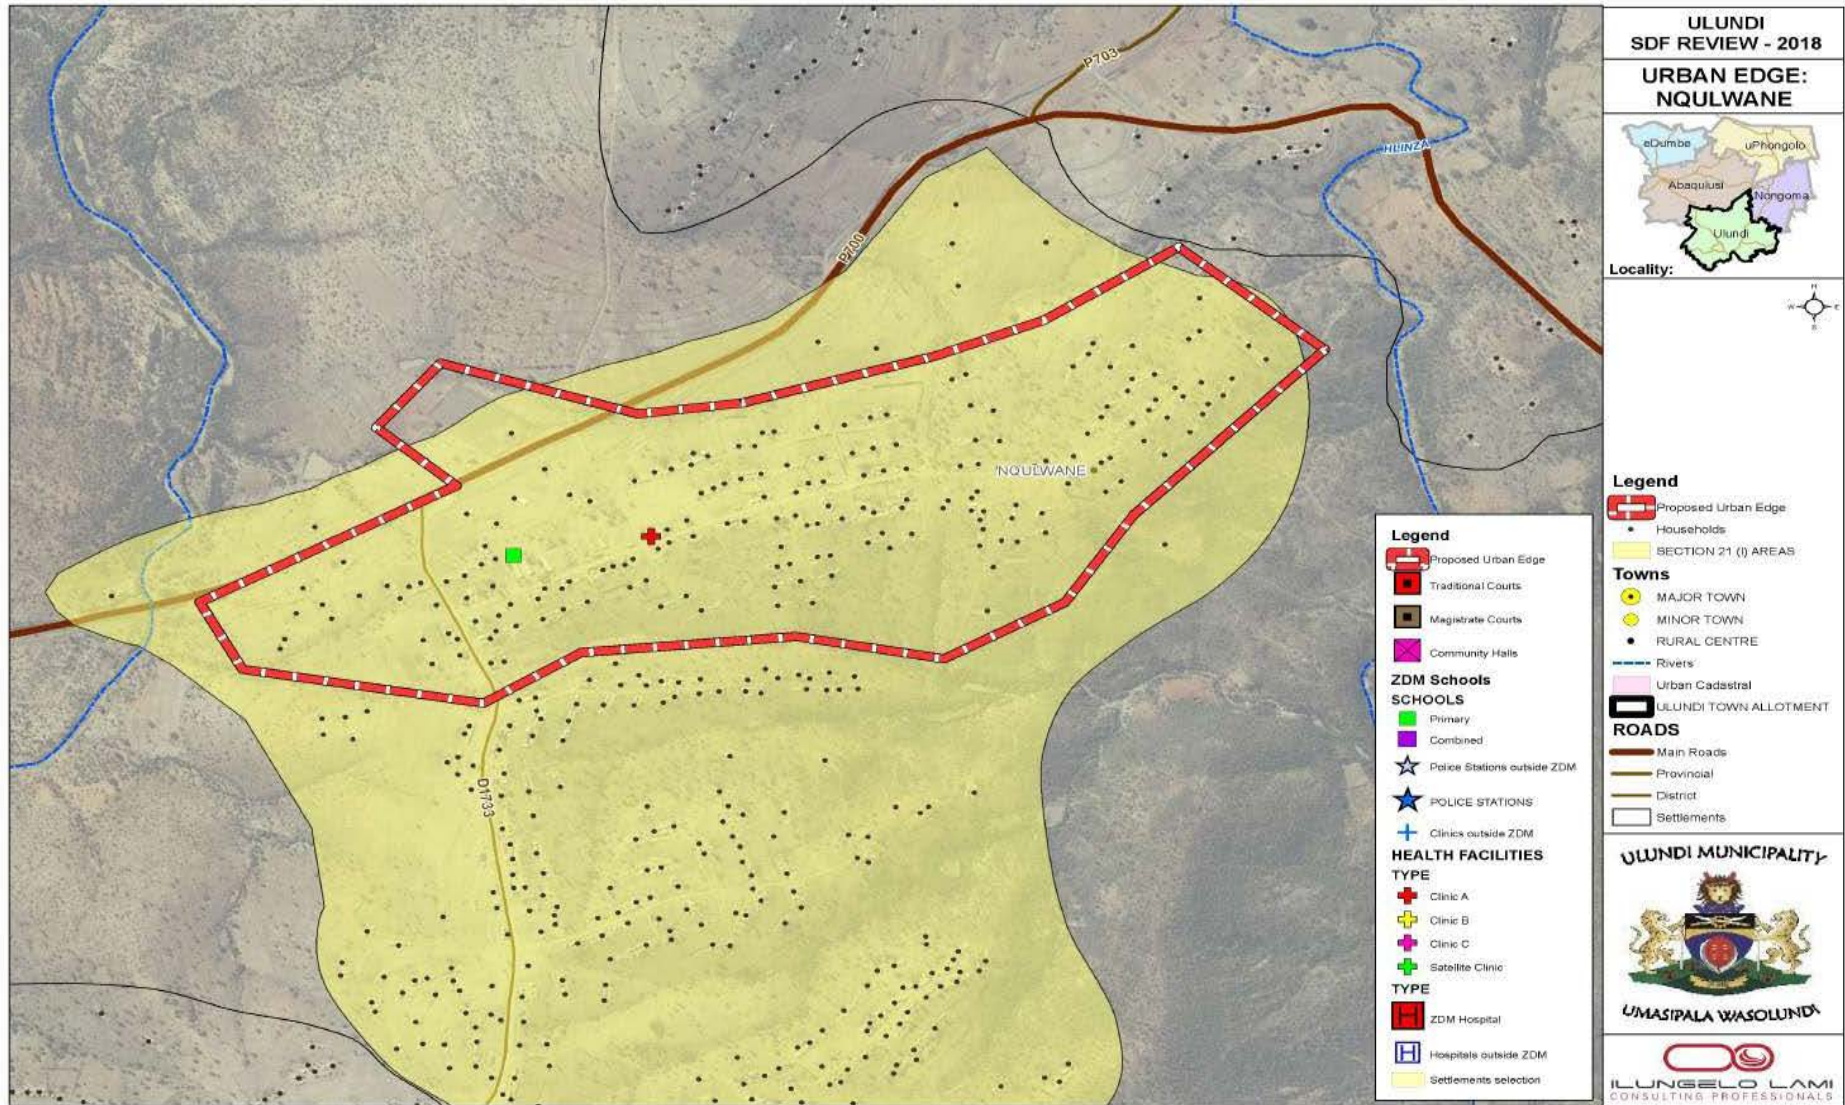 P703
HLINZA
P700
NQULWANE
D1733
ULUNDI
SDF REVIEW - 2018
URBAN EDGE:
NQULWANE
eDumbe
uPhongolo
Abaqulusi
Nongoma
Ulundi
Locality:
N
W
E
S
Legend
Proposed Urban Edge
Households
SECTION 21 (I) AREAS
Towns
MAJOR TOWN
MINOR TOWN
RURAL CENTRE
Rivers
Urban Cadastral
ULUNDI TOWN ALLOTMENT
ROADS
Main Roads
Provincial
District
Settlements
Legend
Proposed Urban Edge
Traditional Courts
Magistrate Courts
Community Halls
ZDM Schools
SCHOOLS
Primary
Combined
Police Stations outside ZDM
POLICE STATIONS
Clinics outside ZDM
HEALTH FACILITIES
TYPE
Clinic A
Clinic B
Clinic C
Satellite Clinic
TYPE
H ZDM Hospital
H Hospitals outside ZDM
Settlements selection
ULUNDI MUNICIPALITY
UMASIPALA WASOLUNDI
ILUNGELO LAMI
CONSULTING PROFESSIONALS